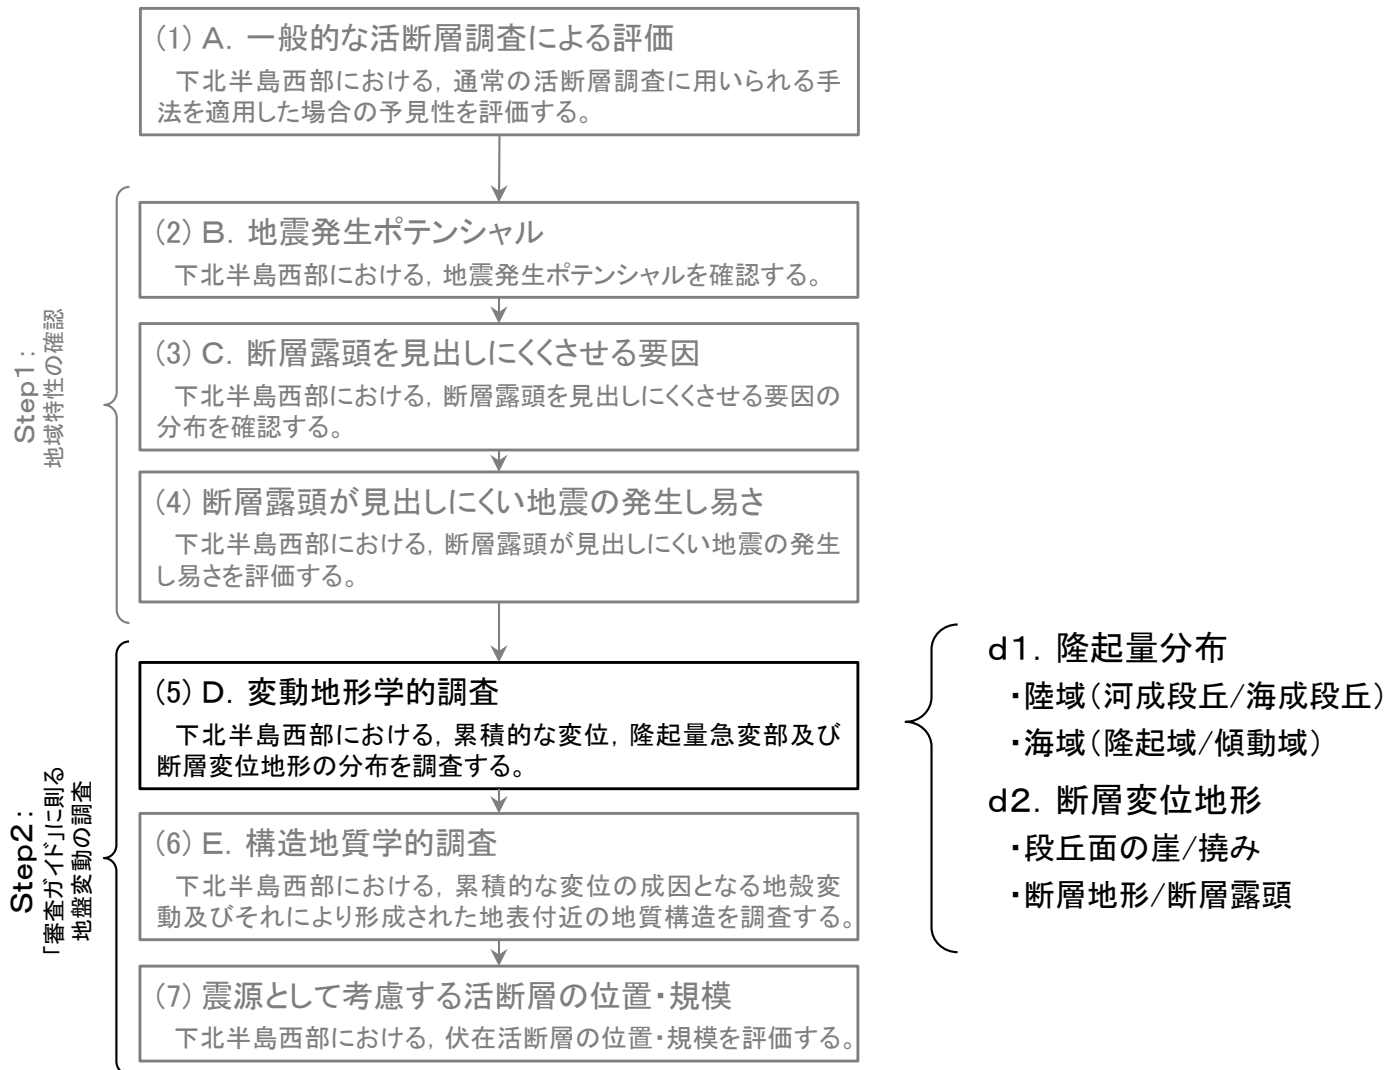 (1) A. 一般的な活断層調査による評価
下北半島西部における，通常の活断層調査に用いられる手
法を適用した場合の予見性を評価する。
Step1：
地域特性の確認
(2) B. 地震発生ポテンシャル
下北半島西部における，地震発生ポテンシャルを確認する。
(3) C. 断層露頭を見出しにくくさせる要因
下北半島西部における，断層露頭を見出しにくくさせる要因の
分布を確認する。
(4) 断層露頭が見出しにくい地震の発生し易さ
下北半島西部における，断層露頭が見出しにくい地震の発生
し易さを評価する。
Step2：
「審査ガイド」に則る
地盤変動の調査
(5) D. 変動地形学的調査
下北半島西部における，累積的な変位，隆起量急変部及び
断層変位地形の分布を調査する。
(6) E. 構造地質学的調査
下北半島西部における，累積的な変位の成因となる地殻変
動及びそれにより形成された地表付近の地質構造を調査する。
(7) 震源として考慮する活断層の位置・規模
下北半島西部における，伏在活断層の位置・規模を評価する。
d1. 隆起量分布
・陸域（河成段丘/海成段丘）
・海域（隆起域/傾動域）
d2. 断層変位地形
・段丘面の崖/撓み
・断層地形/断層露頭